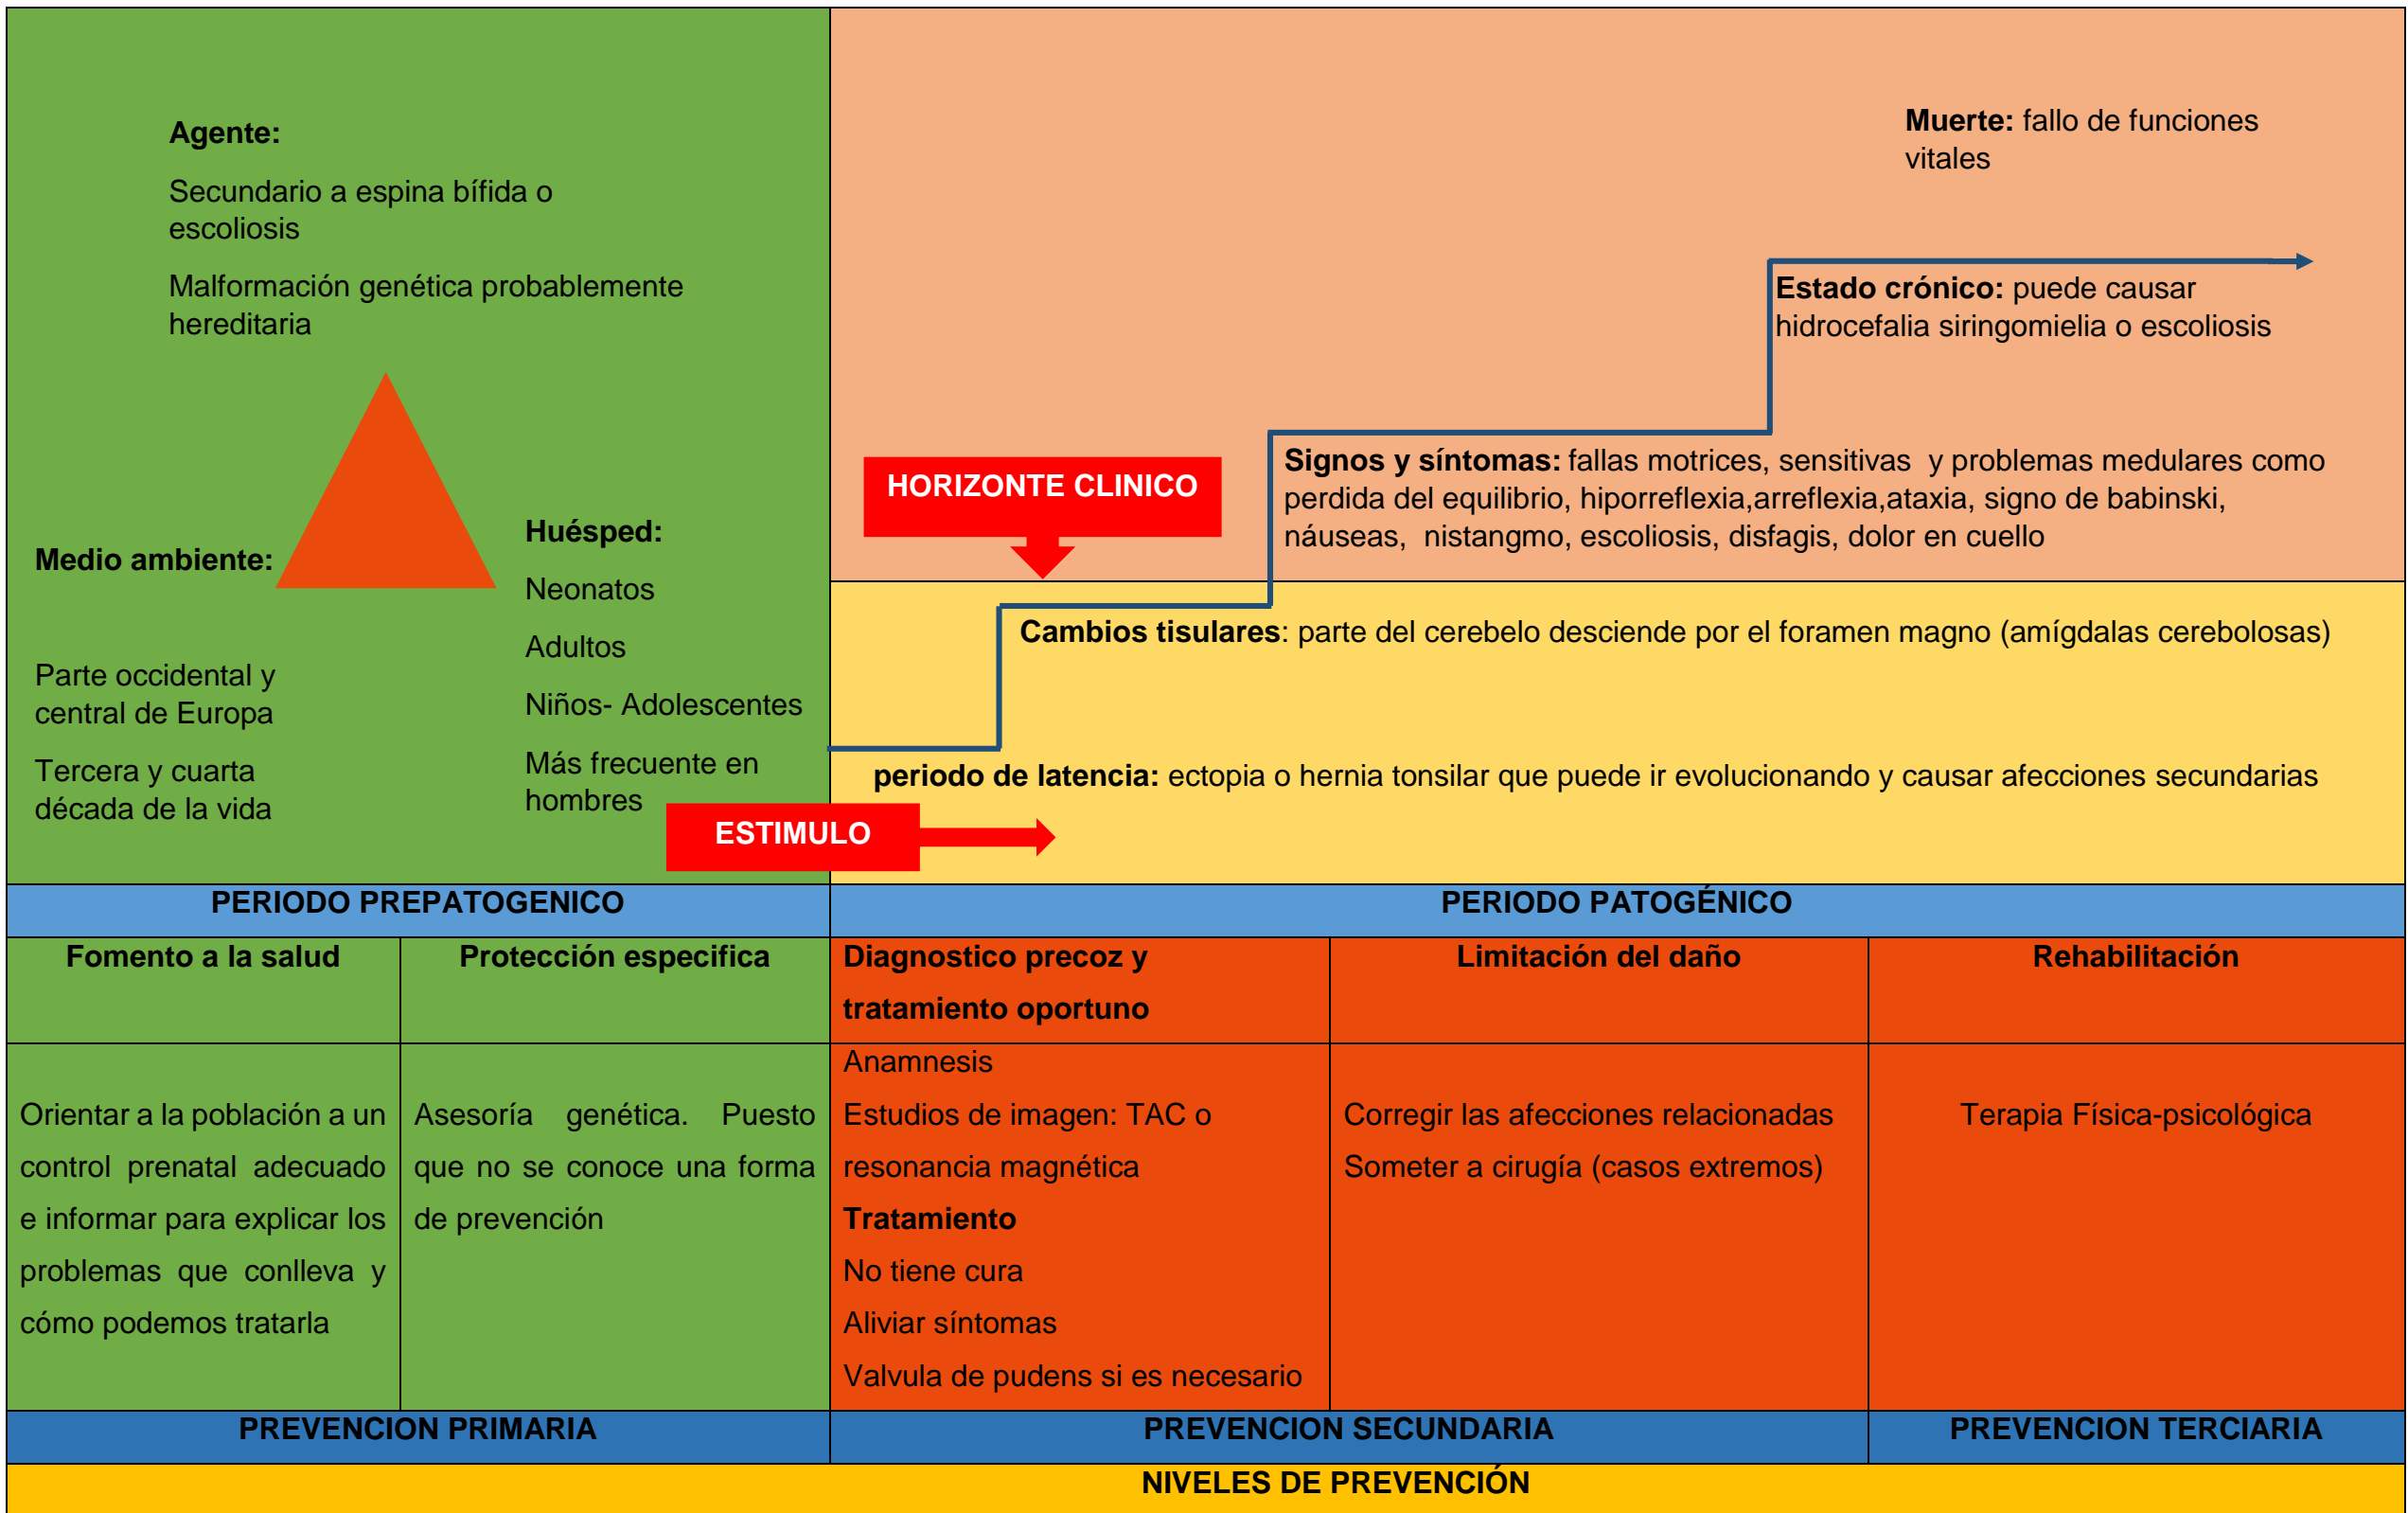 Agente:
Secundario a espina bífida o
escoliosis
Malformación genética probablemente
hereditaria
Medio ambiente:
Parte occidental y
central de Europa
Tercera y cuarta
década de la vida
Huésped:
Neonatos
Adultos
Niños- Adolescentes
Más frecuente en
hombres
ESTIMULO
Muerte: fallo de funciones
vitales
Estado crónico: puede causar
hidrocefalia siringomielia o escoliosis
HORIZONTE CLINICO
Signos y síntomas: fallas motrices, sensitivas y problemas medulares como
perdida del equilibrio, hiporreflexia,arreflexia,ataxia, signo de babinski,
náuseas, nistangmo, escoliosis, disfagis, dolor en cuello
Cambios tisulares: parte del cerebelo desciende por el foramen magno (amígdalas cerebolosas)
periodo de latencia: ectopia o hernia tonsilar que puede ir evolucionando y causar afecciones secundarias
PERIODO PREPATOGENICO
PERIODO PATOGÉNICO
Fomento a la salud
Protección especifica
Diagnostico precoz y
tratamiento oportuno
Limitación del daño
Rehabilitación
Orientar a la población a un
control prenatal adecuado
e informar para explicar los
problemas que conlleva y
cómo podemos tratarla
Asesoría genética. Puesto
que no se conoce una forma
de prevención
Anamnesis
Estudios de imagen: TAC o
resonancia magnética
Tratamiento
No tiene cura
Aliviar síntomas
Valvula de pudens si es necesario
Corregir las afecciones relacionadas
Someter a cirugía (casos extremos)
Terapia Física-psicológica
PREVENCION PRIMARIA
PREVENCION SECUNDARIA
PREVENCION TERCIARIA
NIVELES DE PREVENCIÓN